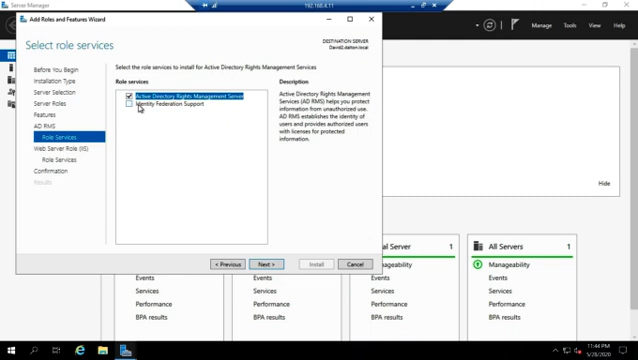 Server Manager
192.168.4.11
Add Roles and Features Wizard
Manage
Tools
View
Help
Select role services
DESTINATION SERVER
Before You Begin
Installation Type
Server Selection
Server Roles
Features
AD RMS
Role Services
Web Server Role (IIS)
Role Services
Confirmation
Results
Select the role services to install for Active Directory Rights Management Services
Role services
Active Directory Rights Management Server
Identity Federation Support
Description
Active Directory Rights Management
Services (AD RMS) helps you protect
information from unauthorized use.
AD RMS establishes the identity of
users and provides authorized users
with licenses for protected
information.
Hide
< Previous
Next >
Install
Cancel
al Server 1
anageability
Events
Services
Performance
BPA results
Events
Services
Performance
BPA results
Events
Services
Performance
BPA results
All Servers 1
Manageability
Events
Services
Performance
BPA results
11:44 PM
5/28/2020